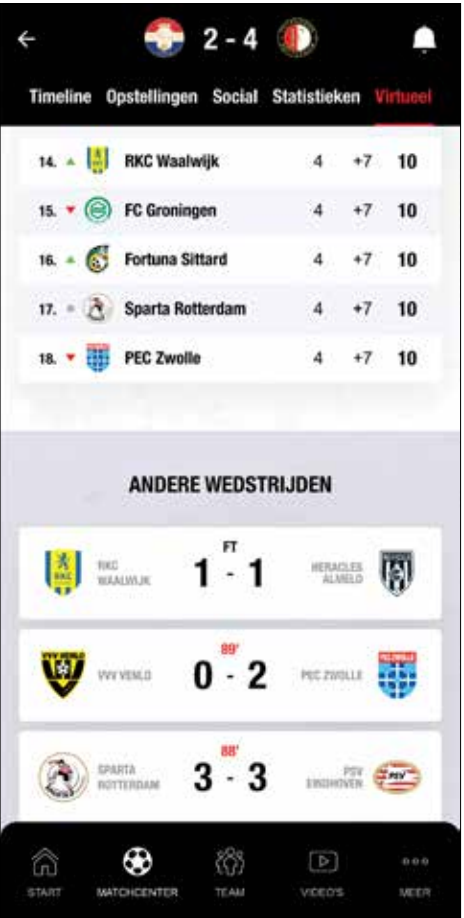 2 - 4
Timeline Opstellingen Social Statistieken Virtueel
14. RKC Waalwijk 4 +7 10
15. FC Groningen 4 +7 10
16. Fortuna Sittard 4 +7 10
17. Sparta Rotterdam 4 +7 10
18. PEC Zwolle 4 +7 10
ANDERE WEDSTRIJDEN
FT
RKC WAALWIJK 1 - 1 HERACLES ALMELO
89'
VVV VENLO 0 - 2 PEC ZWOLLE
88'
SPARTA ROTTERDAM 3 - 3 PSV EINDHOVEN
START MATCHCENTER TEAM VIDEO'S MEER